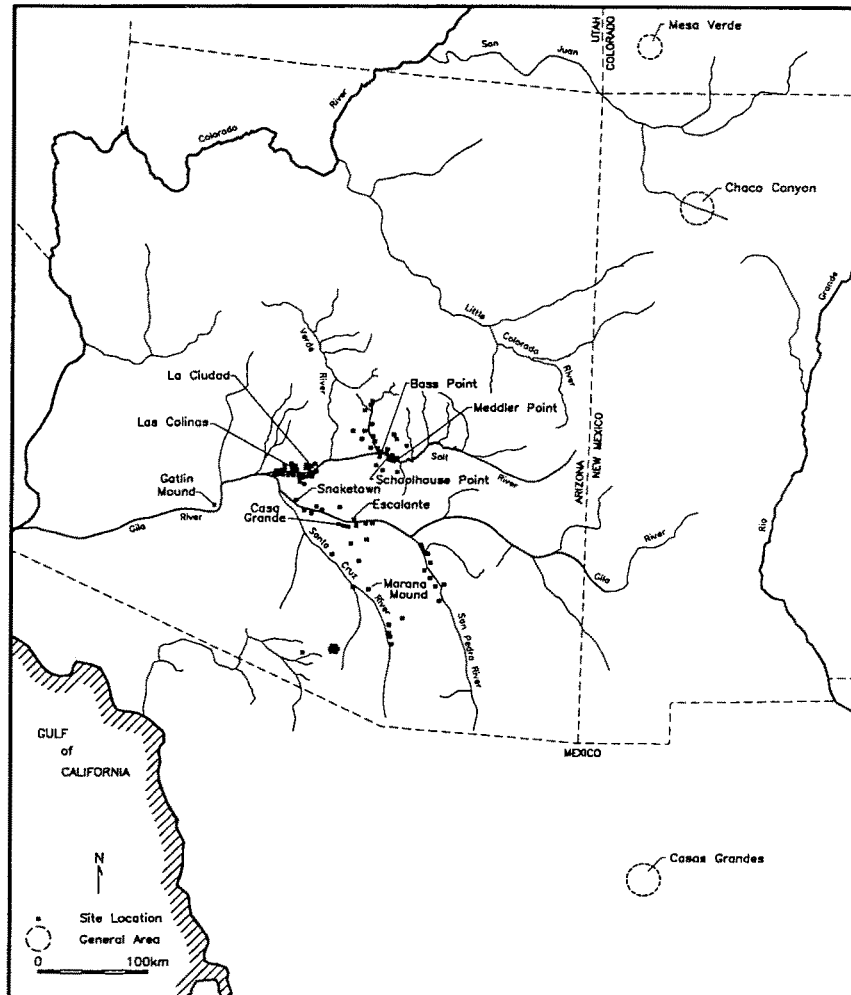 Mesa Verde
UTAH
COLORADO
San Juan
River
Colorado
Chaco Canyon
Grande
Little
Colorado
River
Verde
River
La Ciudad
Bass Point
Las Colinas
Meddler Point
Salt
River
ARIZONA
NEW MEXICO
Schoolhouse Point
Gatlin
Mound
Snaketown
Escalante
Casa
Grande
Gila
River
River
Gila
Rio
Santa
Cruz
River
Marana
Mound
San Pedro River
GULF
of
CALIFORNIA
MEXICO
N
Casas Grandes
Site Location
General Area
0 100km